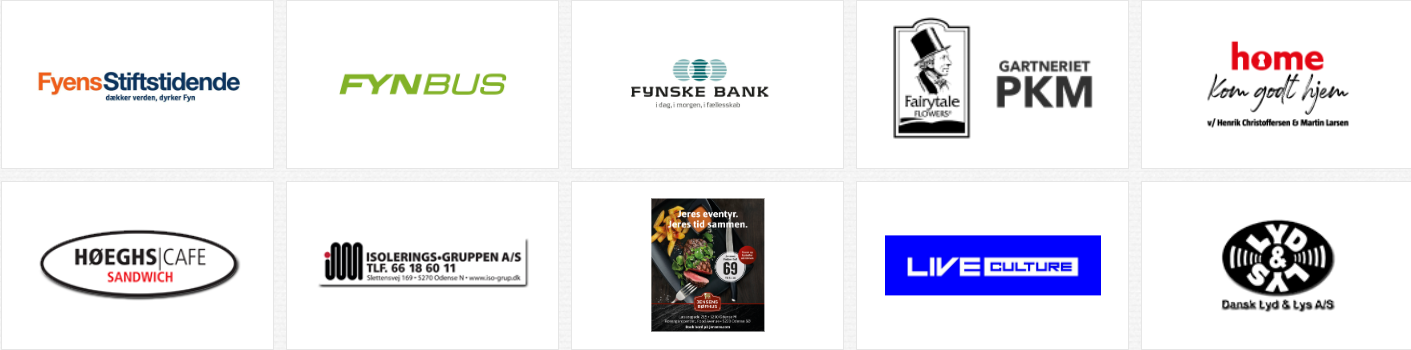 FyensStiftstidende
dækker verden, dyrker Fyn
FYNBUS
FYNSKE BANK
i dag, i morgen, i fællesskab
Fairytale
FLOWERS®
GARTNERIET
PKM
home
Kom godt hjem
v/ Henrik Christoffersen & Martin Larsen
HØEGHS|CAFE
SANDWICH
ISOLERINGS•GRUPPEN A/S
TLF. 66 18 60 11
Slettensvej 169 • 5270 Odense N • www.iso-grup.dk
Jeres eventyr.
Jeres tid sammen.
69
JENSENS
BØFHUS
LIVE CULTURE
LYD
&
LYS
Dansk Lyd & Lys A/S